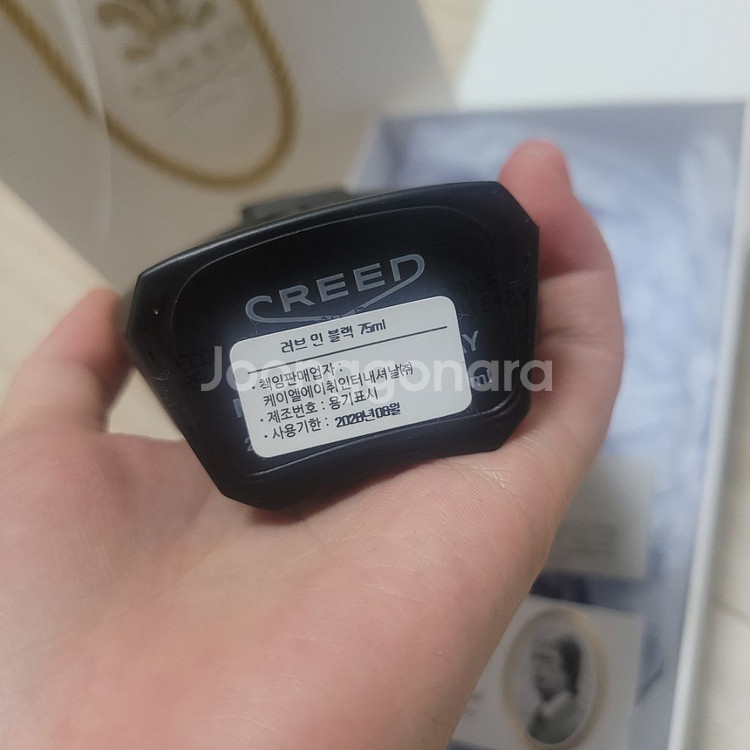 CREED
CREED
러브 인 블랙 75ml
· 책임판매업자 :
케이엘에이취인터내셔날㈜
· 제조번호 : 용기표시
· 사용기한 : 2028년08월
Joonggonara